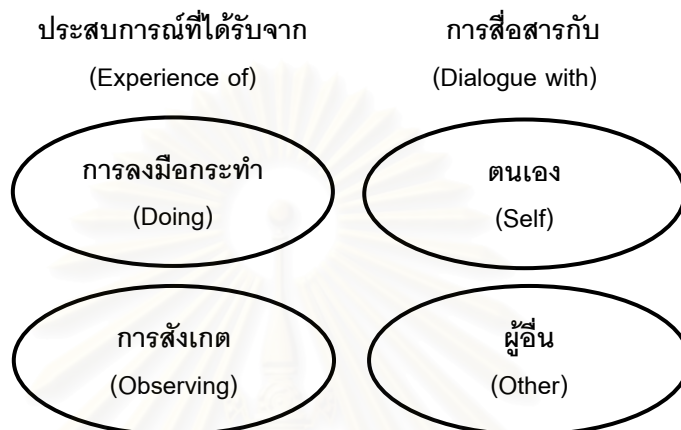 ประสบการณ์ที่ได้รับจาก
(Experience of)
การสื่อสารกับ
(Dialogue with)
การลงมือกระทำ
(Doing)
ตนเอง
(Self)
การสังเกต
(Observing)
ผู้อื่น
(Other)